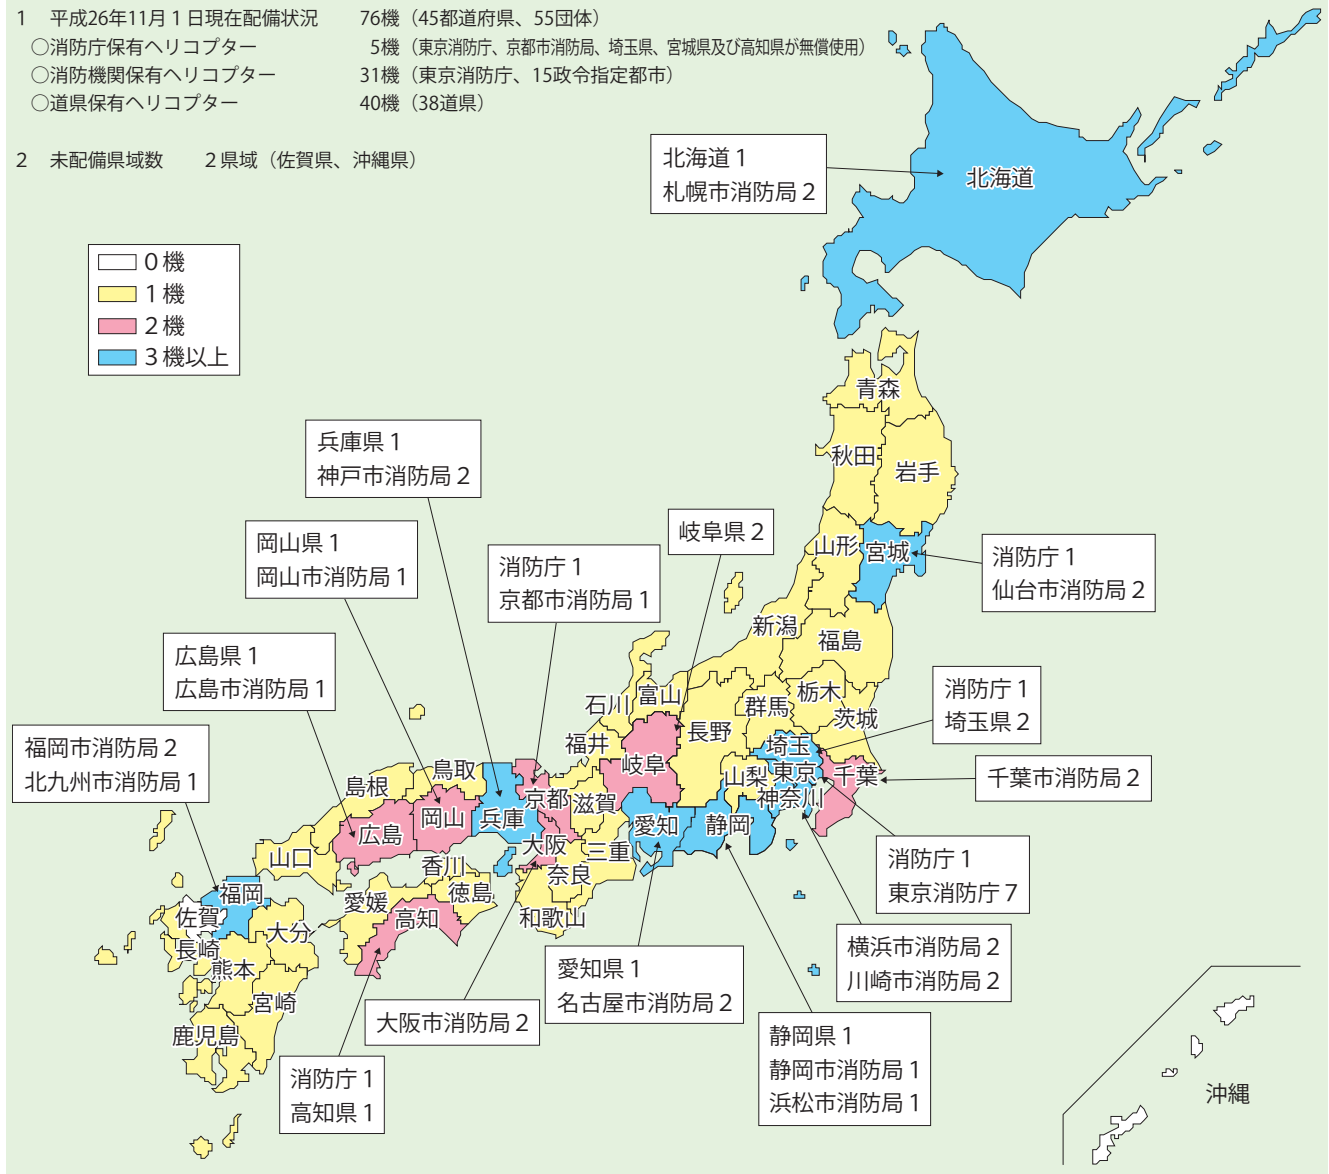 1　平成26年11月1日現在配備状況　76機（45都道府県、55団体）
○消防庁保有ヘリコプター　5機（東京消防庁、京都市消防局、埼玉県、宮城県及び高知県が無償使用）
○消防機関保有ヘリコプター　31機（東京消防庁、15政令指定都市）
○道県保有ヘリコプター　40機（38道県）
2　未配備県域数　2県域（佐賀県、沖縄県）
0機
1機
2機
3機以上
北海道1
札幌市消防局2
北海道
青森
秋田
岩手
山形
宮城
消防庁1
仙台市消防局2
兵庫県1
神戸市消防局2
岡山県1
岡山市消防局1
消防庁1
京都市消防局1
岐阜県2
広島県1
広島市消防局1
福岡市消防局2
北九州市消防局1
新潟
福島
石川
富山
群馬
栃木
茨城
消防庁1
埼玉県2
福井
岐阜
長野
埼玉
山梨
東京
千葉
神奈川
千葉市消防局2
島根
鳥取
広島
岡山
兵庫
京都
滋賀
愛知
静岡
山口
香川
大阪
奈良
三重
和歌山
福岡
佐賀
長崎
大分
愛媛
高知
徳島
熊本
宮崎
鹿児島
消防庁1
東京消防庁7
横浜市消防局2
川崎市消防局2
愛知県1
名古屋市消防局2
大阪市消防局2
静岡県1
静岡市消防局1
浜松市消防局1
消防庁1
高知県1
沖縄